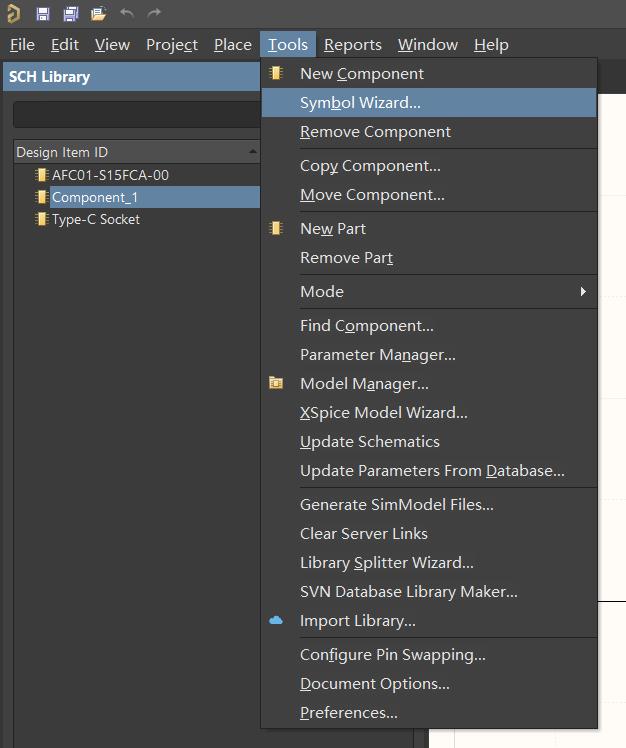 File Edit View Project Place Tools Reports Window Help
SCH Library
Design Item ID
AFC01-S15FCA-00
Component_1
Type-C Socket
New Component
Symbol Wizard...
Remove Component
Copy Component...
Move Component...
New Part
Remove Part
Mode
Find Component...
Parameter Manager...
Model Manager...
XSpice Model Wizard...
Update Schematics
Update Parameters From Database...
Generate SimModel Files...
Clear Server Links
Library Splitter Wizard...
SVN Database Library Maker...
Import Library...
Configure Pin Swapping...
Document Options...
Preferences...